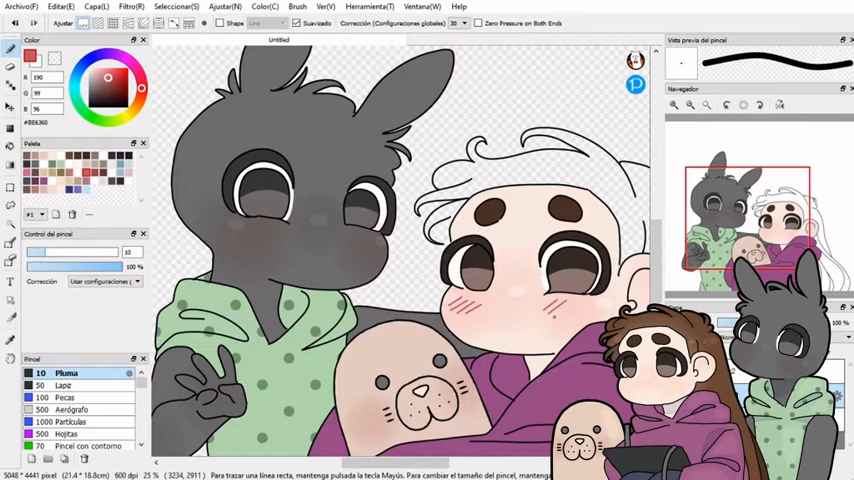 Archivo(F) Editar(E) Capa(L) Filtro(R) Seleccionar(S) Ajustar(N) Color(C) Brush Ver(V) Herramienta(T) Ventana(W)
Ajustar Shape Line Suavizado Corrección (Configuraciones globales) 30 Zero Pressure on Both Ends
Untitled
Color
R 190
G 99
B 96
#BE6360
Paleta
#1
Control del pincel
10
100 %
Corrección Usar configuraciones g
Pincel
10 Pluma
50 Lapiz
100 Pecas
500 Aerógrafo
1000 Partículas
500 Hojitas
70 Pincel con contorno
Vista previa del pincel
Navegador
5048 * 4441 pixel (21.4 * 18.8cm) 600 dpi 25 % ( 3234, 2911) Para trazar una línea recta, mantenga pulsada la tecla Mayús. Para cambiar el tamaño del pincel, manteng